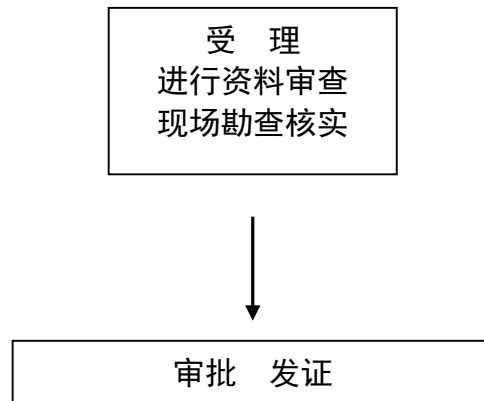 受　理
进行资料审查
现场勘查核实
审批　发证